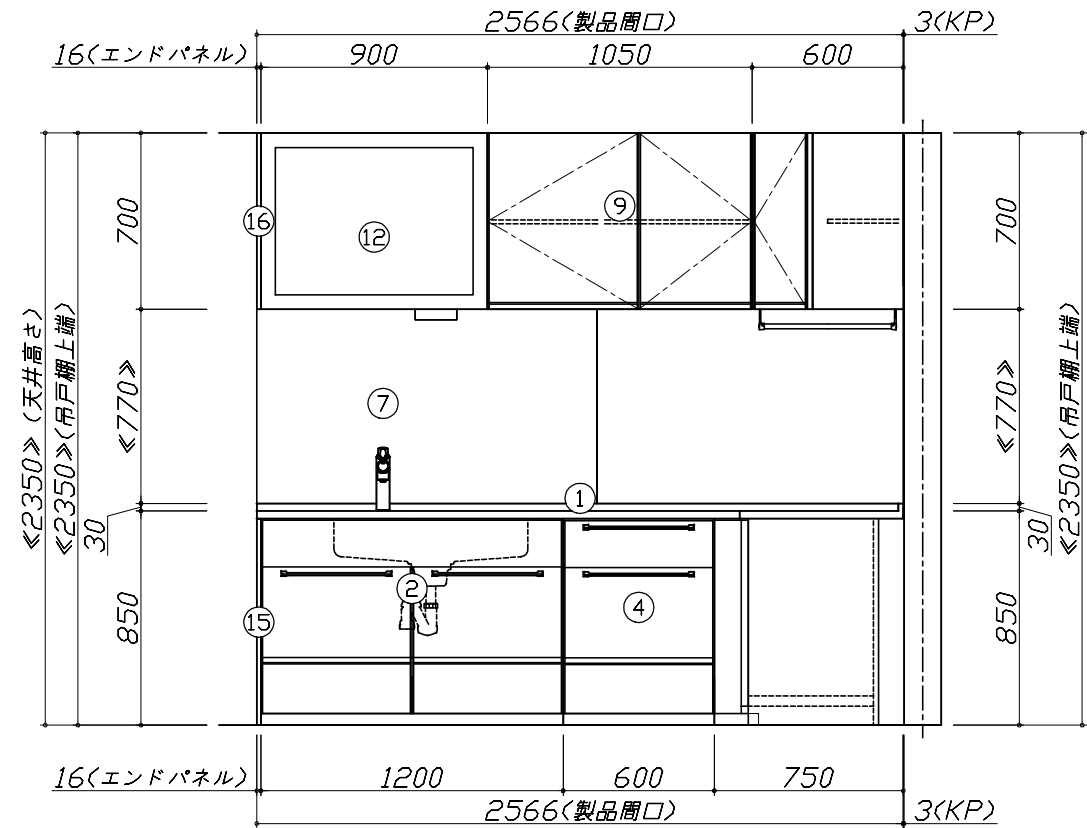 2566(製品間口)
3(KP)
16(エンドパネル)
900
1050
600
16
12
9
700
700
≪2350≫(天井高さ)
≪2350≫(吊戸棚上端)
≪770≫
≪770≫
≪2350≫(吊戸棚上端)
7
1
30
30
2
4
15
850
850
16(エンドパネル)
1200
600
750
2566(製品間口)
3(KP)